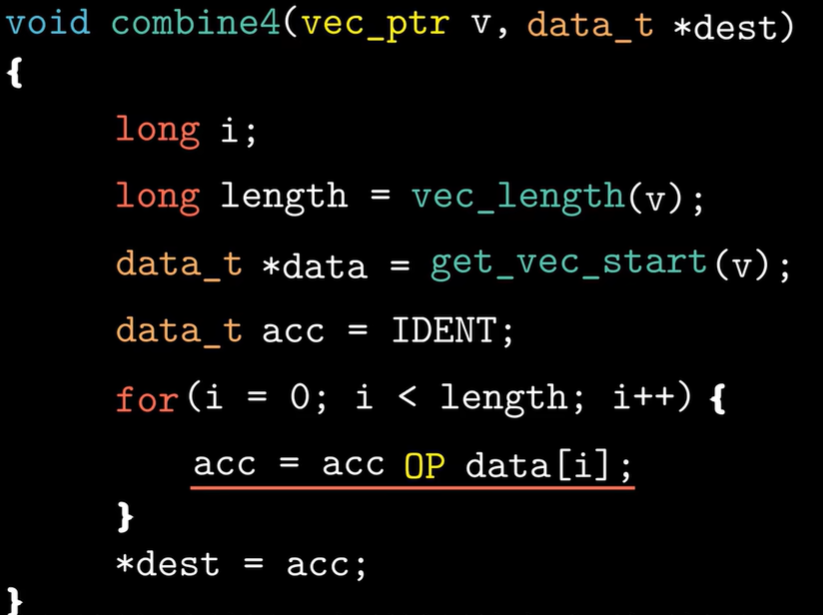 void combine4(vec_ptr v, data_t *dest)
{
long i;
long length = vec_length(v);
data_t *data = get_vec_start(v);
data_t acc = IDENT;
for(i = 0; i < length; i++) {
acc = acc OP data[i];
}
*dest = acc;
}